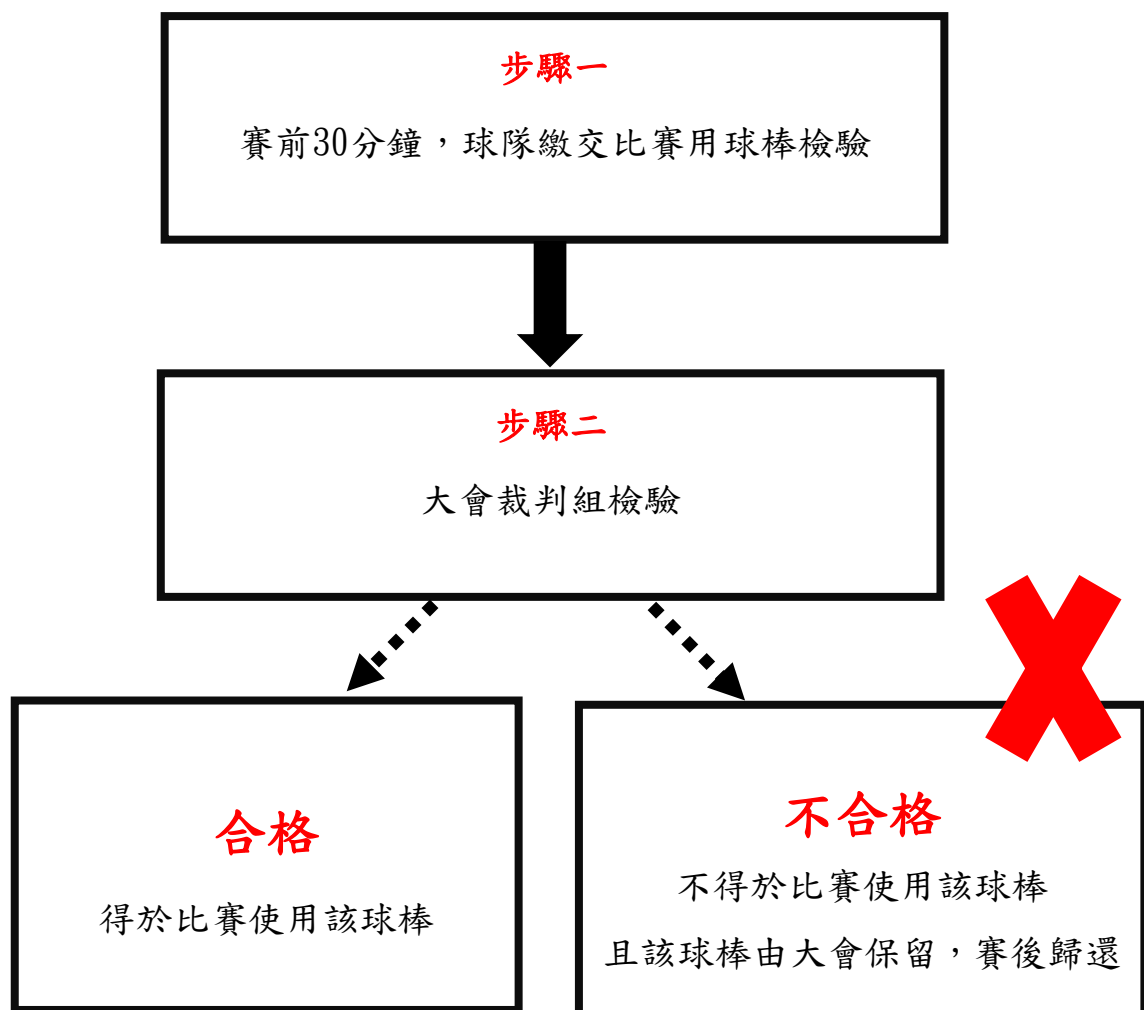 步驟一
賽前30分鐘，球隊繳交比賽用球棒檢驗
步驟二
大會裁判組檢驗
合格
得於比賽使用該球棒
不合格
不得於比賽使用該球棒
且該球棒由大會保留，賽後歸還